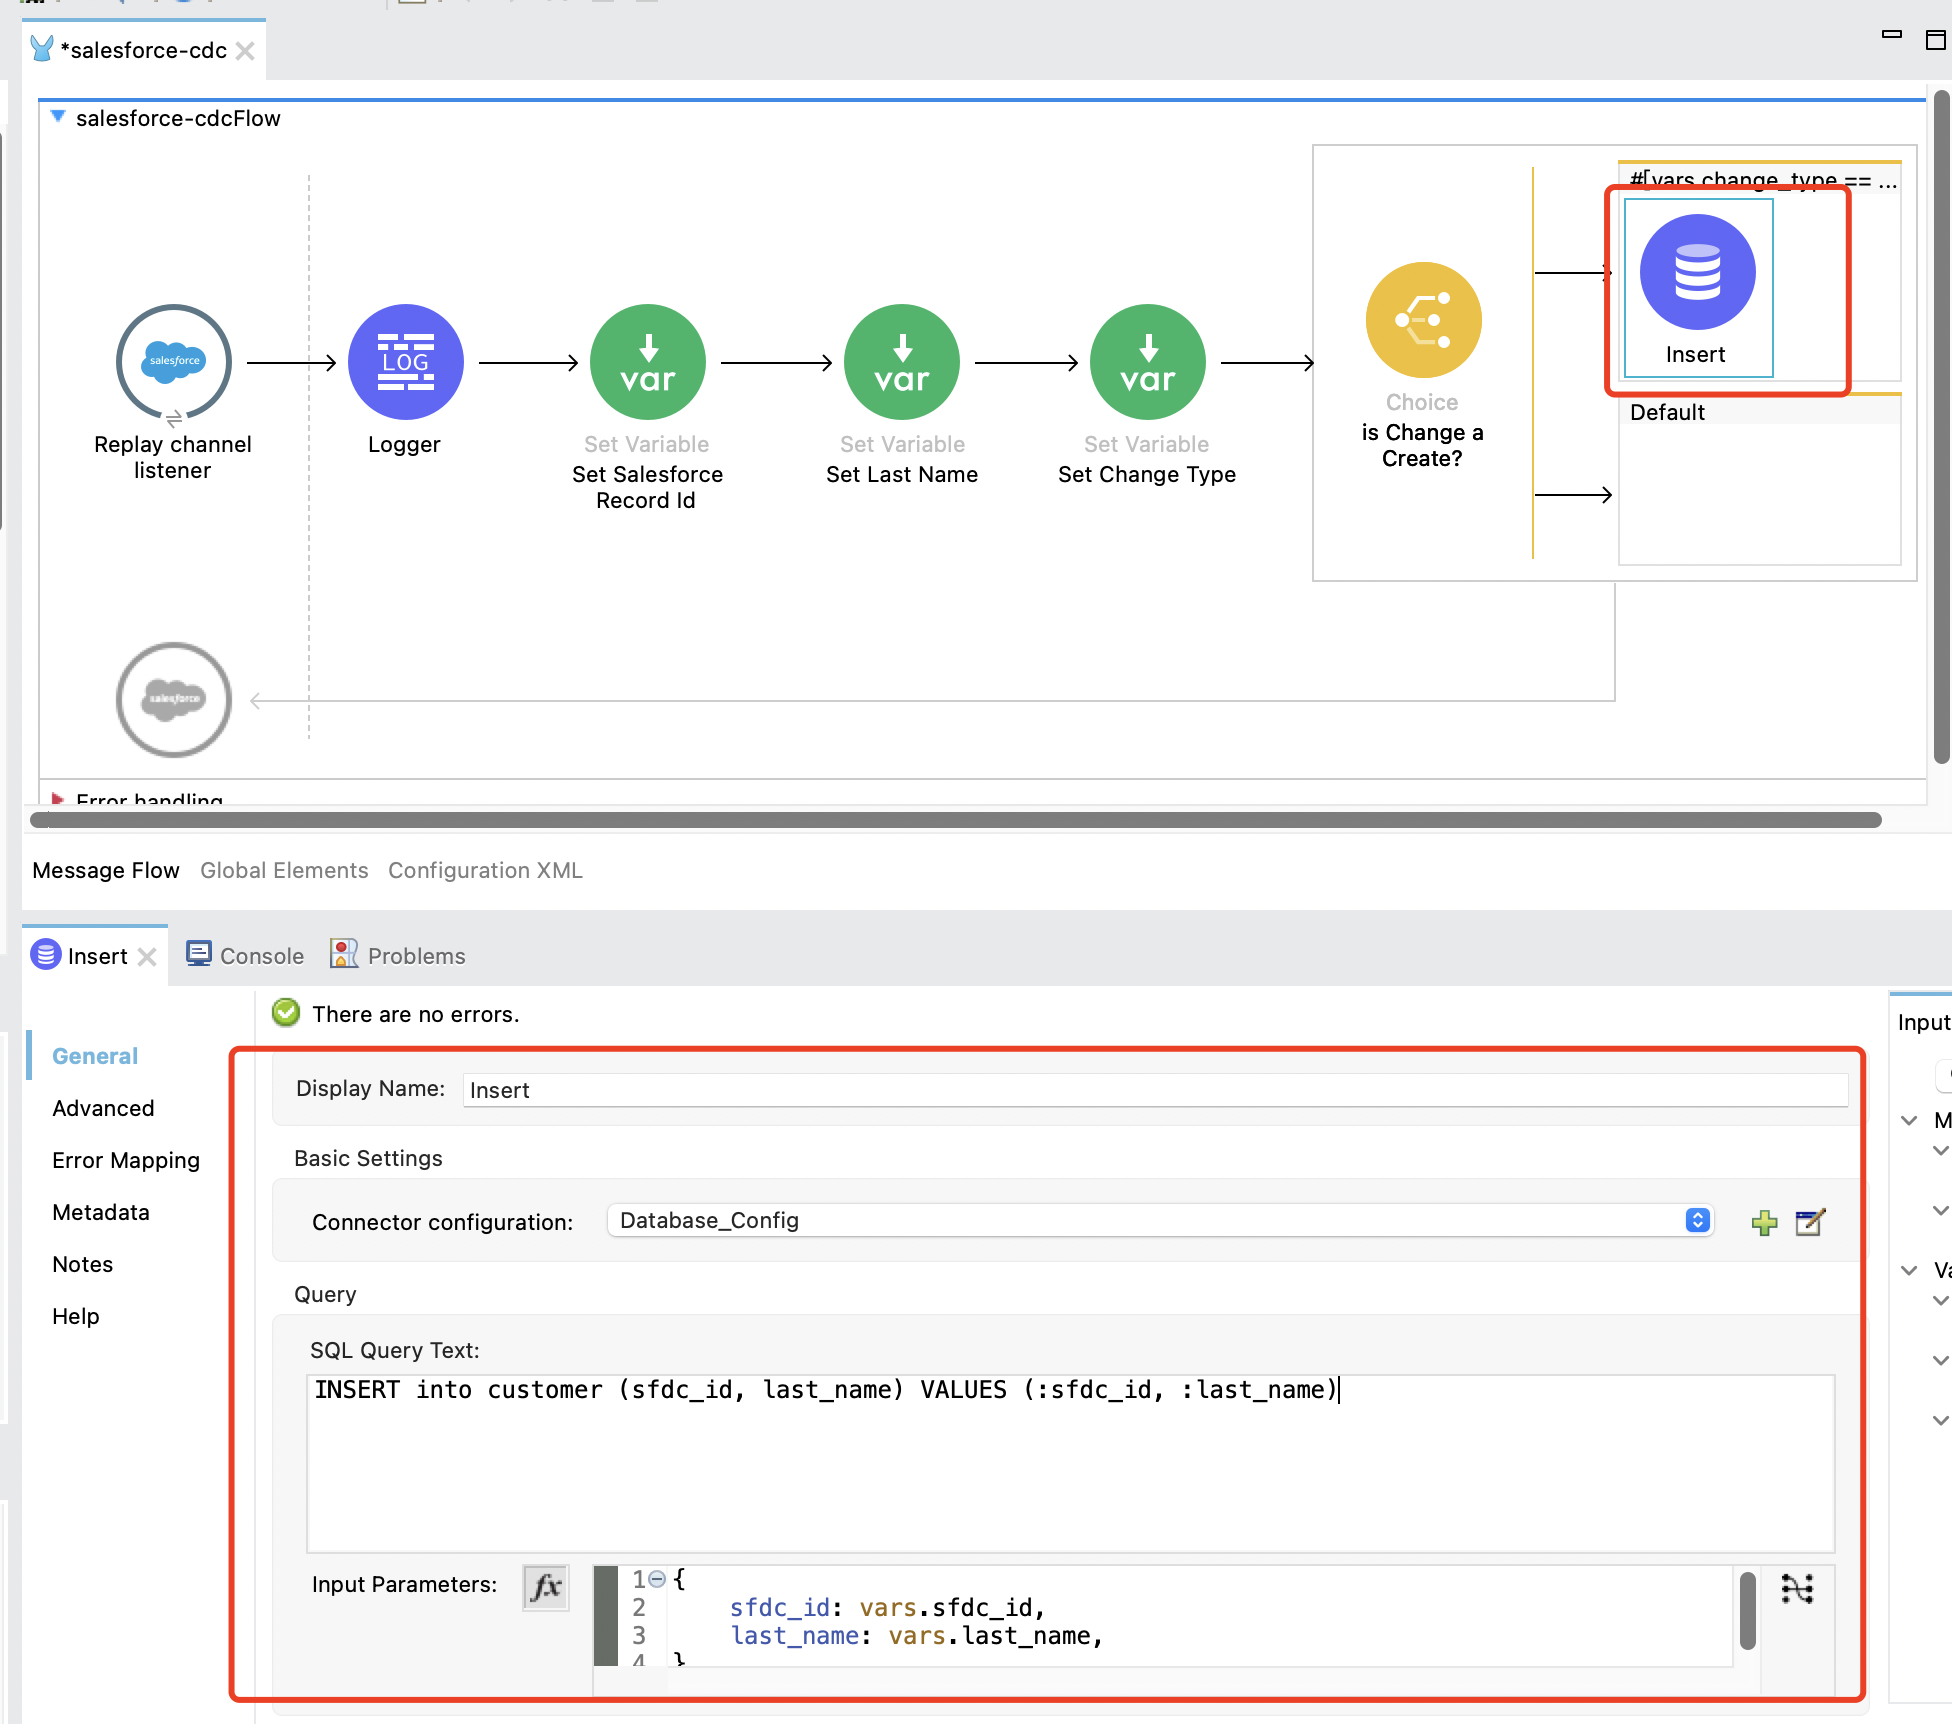 *salesforce-cdc
salesforce-cdcFlow
#[vars.change_type == ...
salesforce
LOG
var
var
var
Insert
Replay channel
listener
Logger
Set Variable
Set Salesforce
Record Id
Set Variable
Set Last Name
Set Variable
Set Change Type
Choice
is Change a
Create?
Default
salesforce
Error handling
Message Flow
Global Elements
Configuration XML
Insert
Console
Problems
There are no errors.
Input
General
Advanced
Error Mapping
Metadata
Notes
Help
Display Name:
Insert
Basic Settings
Connector configuration:
Database_Config
Query
SQL Query Text:
INSERT into customer (sfdc_id, last_name) VALUES (:sfdc_id, :last_name)
Input Parameters:
fx
1 {
2 sfdc_id: vars.sfdc_id,
3 last_name: vars.last_name,
4 }
M
Va